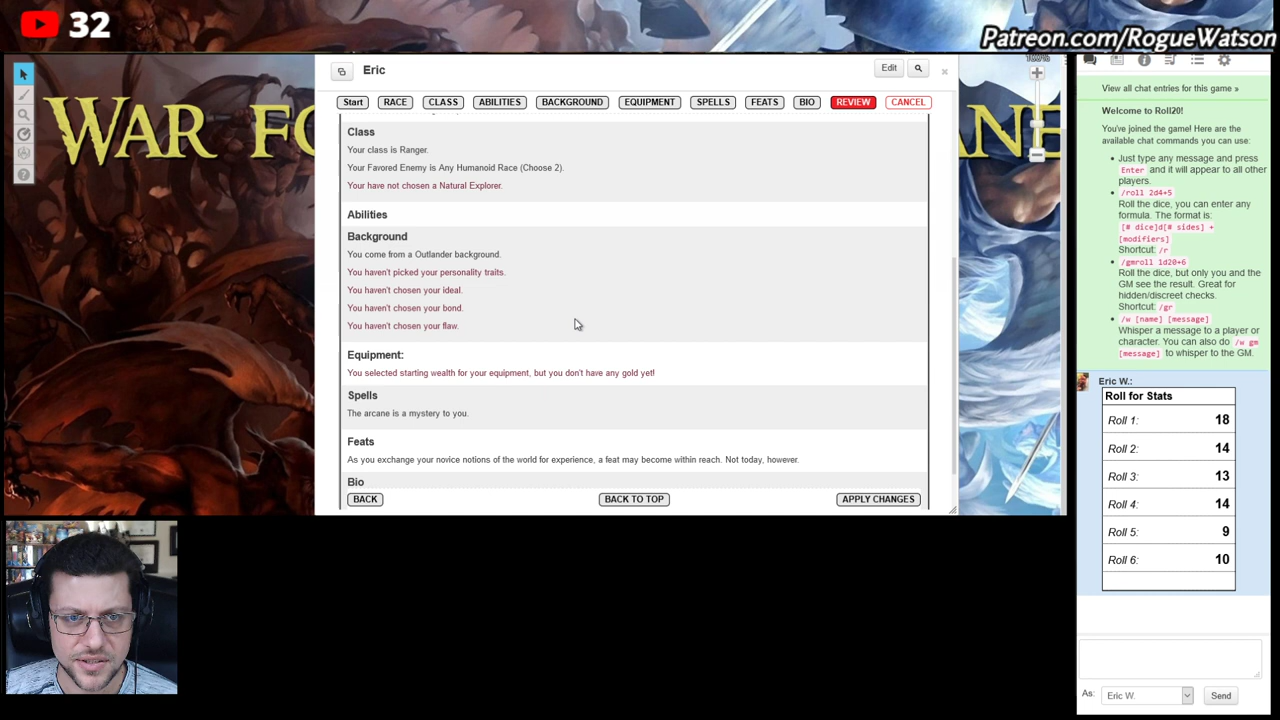 32
Patreon.com/RogueWatson
WAR FO
ANE
Eric
Edit
Start RACE CLASS ABILITIES BACKGROUND EQUIPMENT SPELLS FEATS BIO REVIEW CANCEL
Class
Your class is Ranger.
Your Favored Enemy is Any Humanoid Race (Choose 2).
Your have not chosen a Natural Explorer.
Abilities
Background
You come from a Outlander background.
You haven't picked your personality traits.
You haven't chosen your ideal.
You haven't chosen your bond.
You haven't chosen your flaw.
Equipment:
You selected starting wealth for your equipment, but you don't have any gold yet!
Spells
The arcane is a mystery to you.
Feats
As you exchange your novice notions of the world for experience, a feat may become within reach. Not today, however.
Bio
BACK BACK TO TOP APPLY CHANGES
100%
View all chat entries for this game »
Welcome to Roll20!
You've joined the game! Here are the
available chat commands you can use:
• Just type any message and press
Enter and it will appear to all other
players.
• /roll 2d4+5
Roll the dice, you can enter any
formula. The format is:
[# dice]d[# sides] +
[modifiers]
Shortcut: /r
• /gmroll 1d20+6
Roll the dice, but only you and the
GM see the result. Great for
hidden/discreet checks.
Shortcut: /gr
• /w [name] [message]
Whisper a message to a player or
character. You can also do /w gm
[message] to whisper to the GM.
Eric W.:
Roll for Stats
Roll 1: 18
Roll 2: 14
Roll 3: 13
Roll 4: 14
Roll 5: 9
Roll 6: 10
As: Eric W. Send